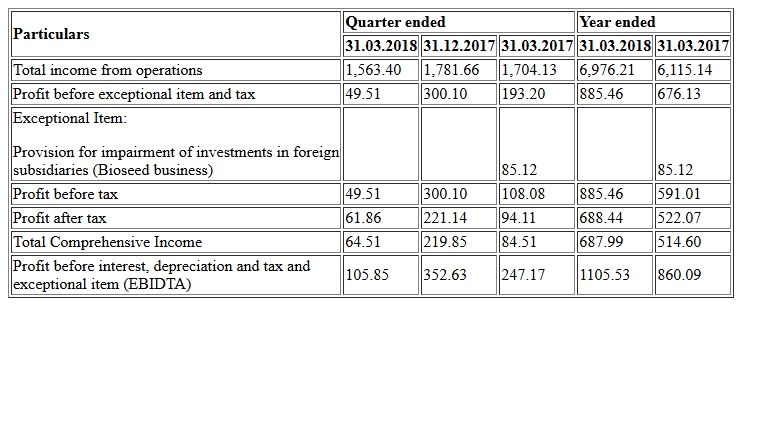 Particulars Quarter ended Year ended
31.03.2018 31.12.2017 31.03.2017 31.03.2018 31.03.2017
Total income from operations 1,563.40 1,781.66 1,704.13 6,976.21 6,115.14
Profit before exceptional item and tax 49.51 300.10 193.20 885.46 676.13
Exceptional Item:
Provision for impairment of investments in foreign
subsidiaries (Bioseed business) 85.12 85.12
Profit before tax 49.51 300.10 108.08 885.46 591.01
Profit after tax 61.86 221.14 94.11 688.44 522.07
Total Comprehensive Income 64.51 219.85 84.51 687.99 514.60
Profit before interest, depreciation and tax and
exceptional item (EBIDTA) 105.85 352.63 247.17 1105.53 860.09